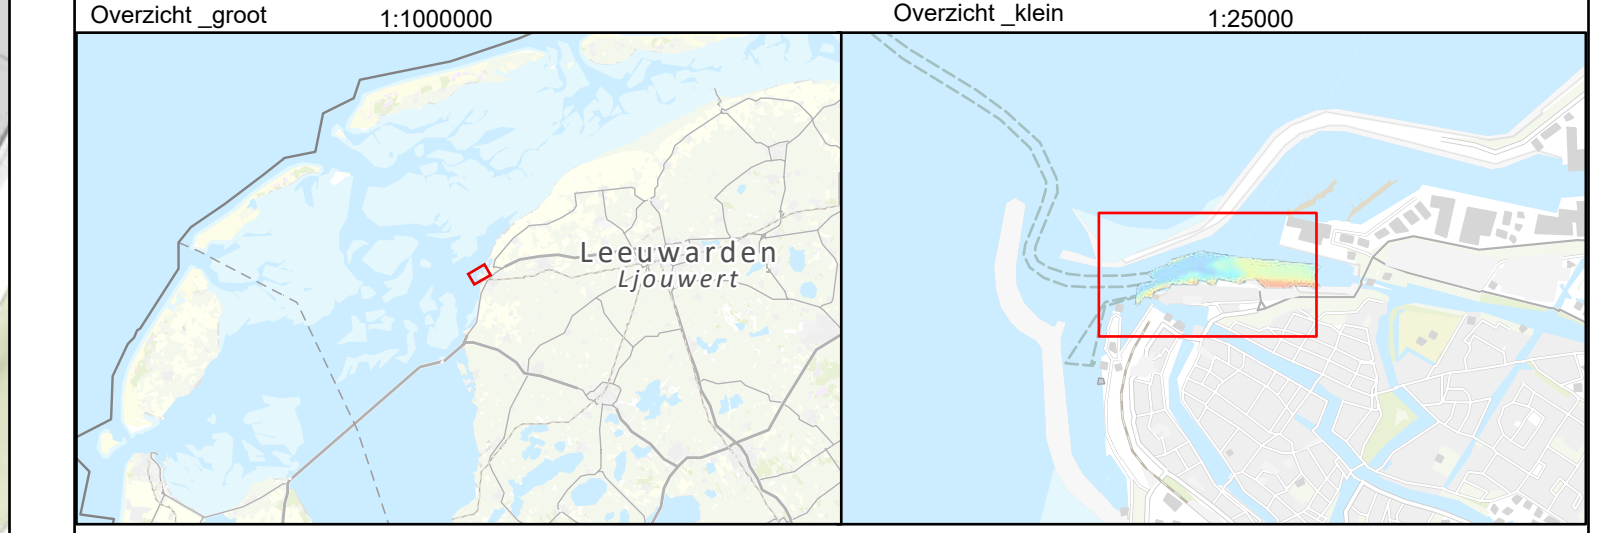 Overzicht _groot 1:1000000
Overzicht _klein 1:25000
Leeuwarden
Ljouwert